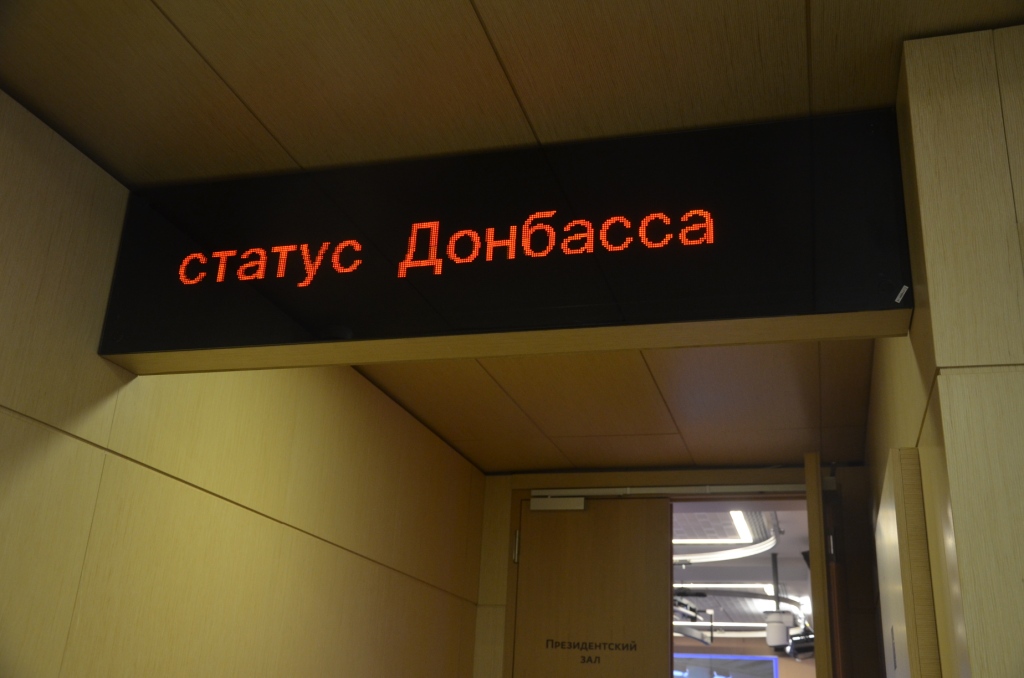 статус Донбасса
Президентский
зал